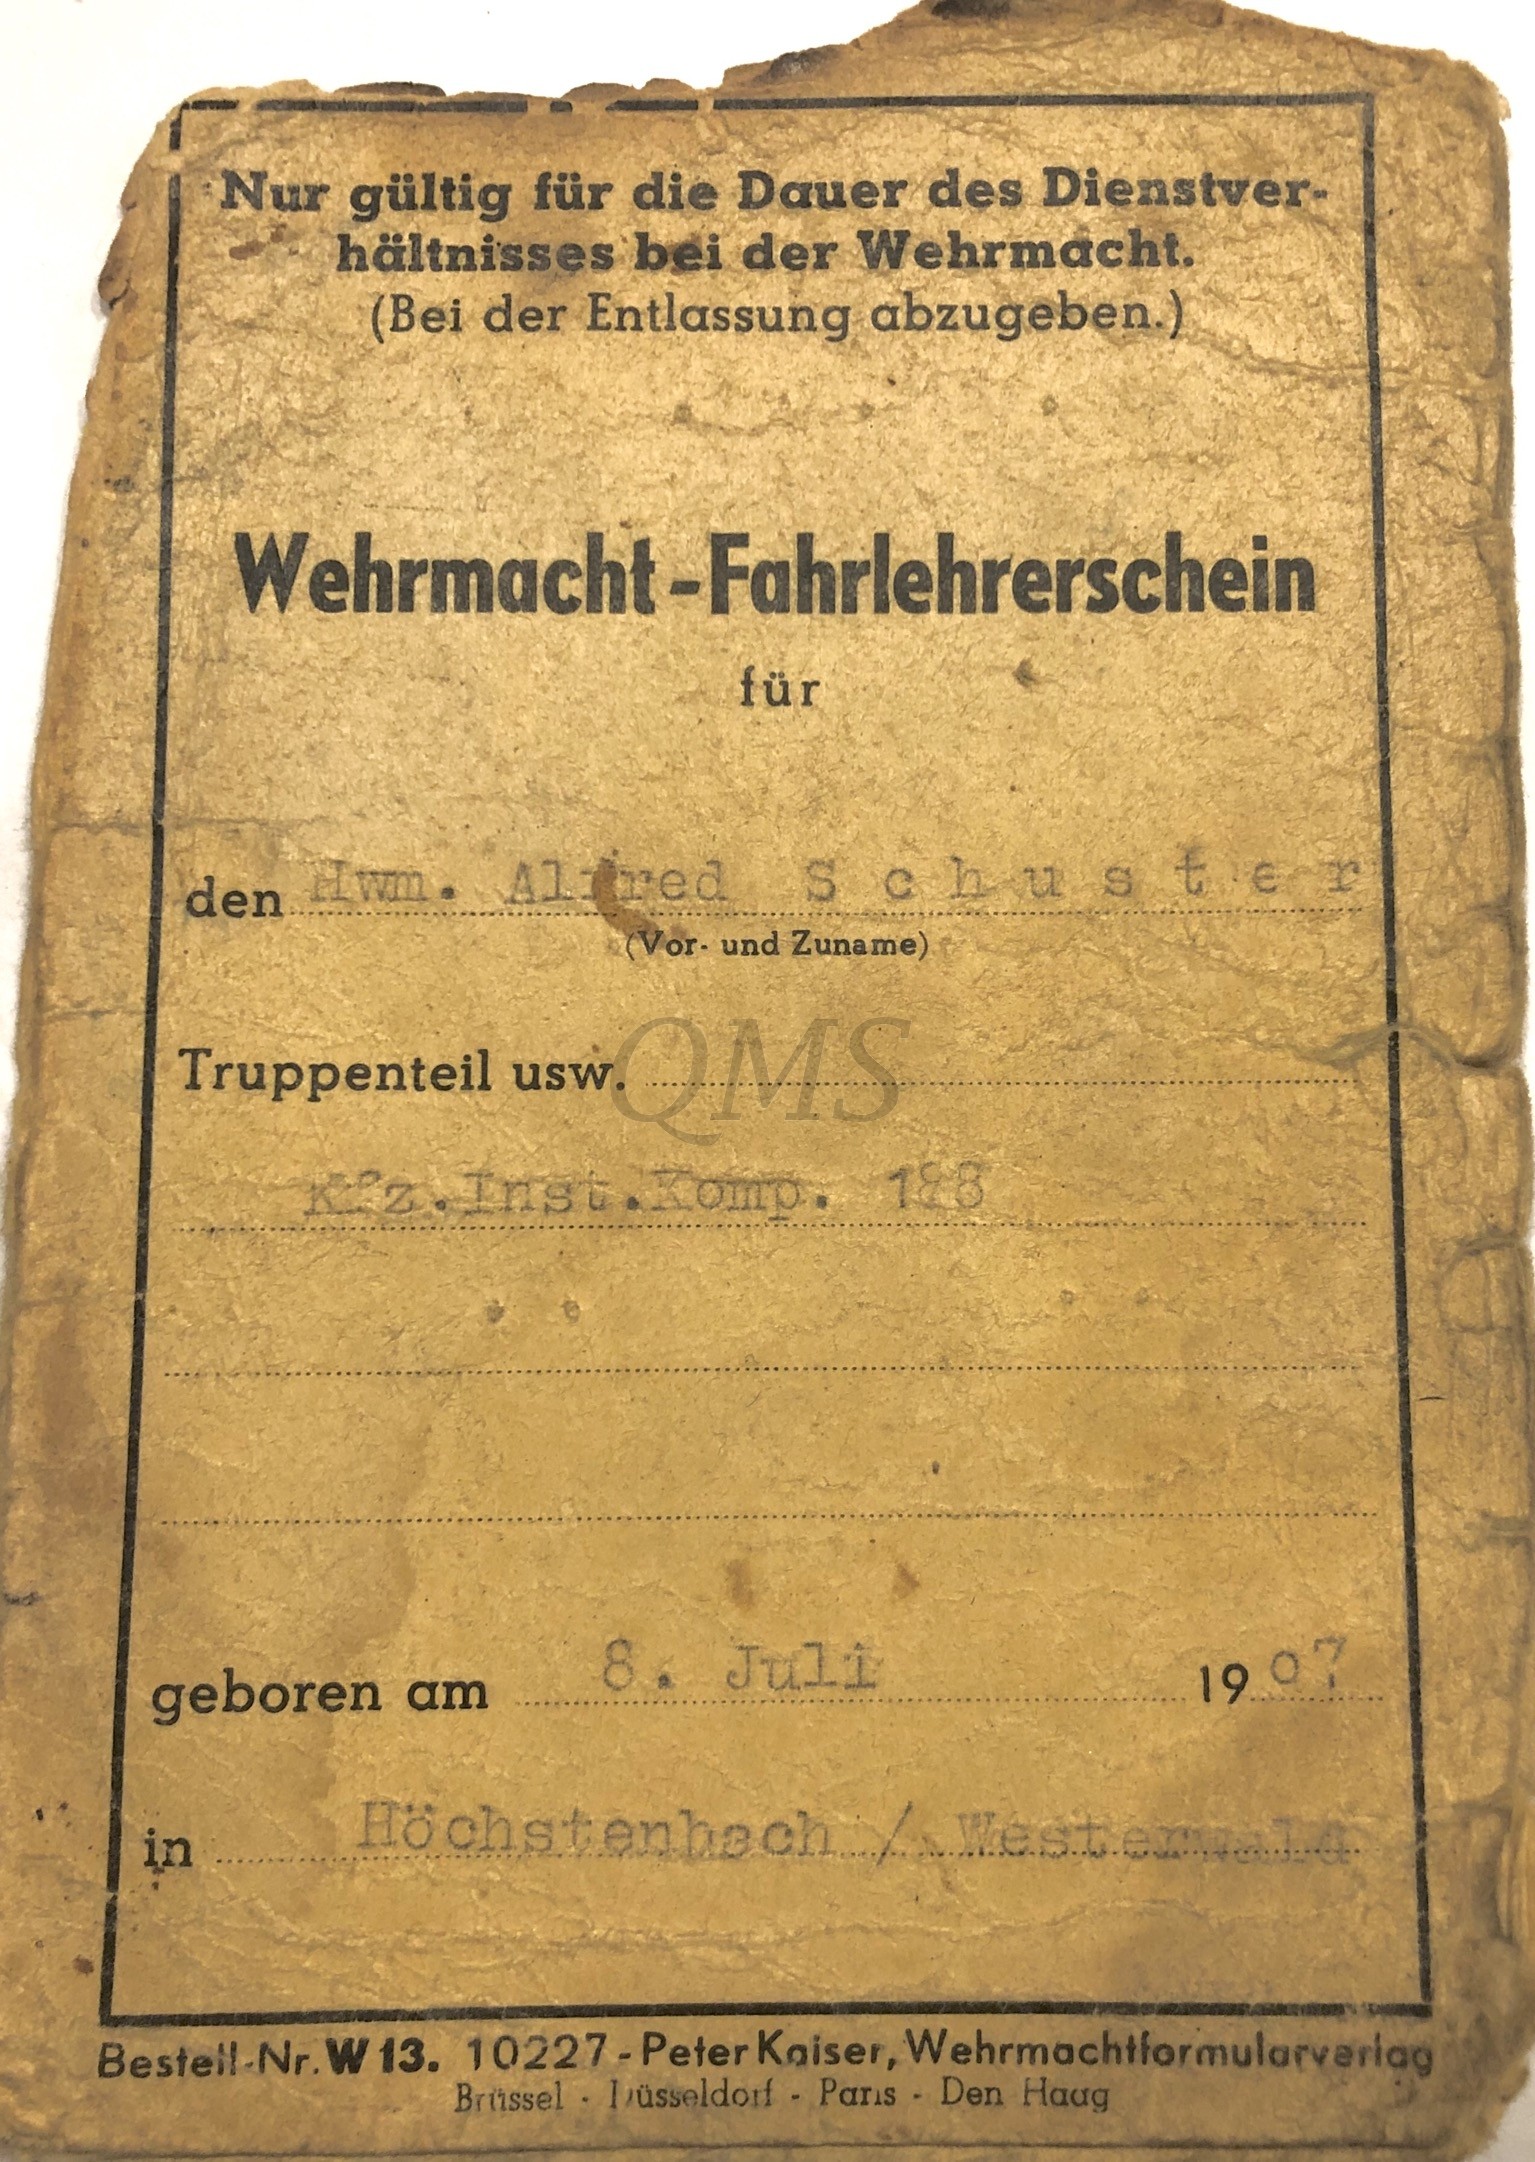 Nur gültig für die Dauer des Dienstver-
hältnisses bei der Wehrmacht.
(Bei der Entlassung abzugeben.)
Wehrmacht-Fahrlehrerschein
für
den Hwm. Alfred Schuster
(Vor- und Zuname)
Truppenteil usw.
QMS
Kfz.Inst.Komp.
geboren am 8. Juli 1907
in Höchstenbach / Westerwald
Bestell-Nr. W 13. 10227 - Peter Kaiser, Wehrmachtformularverlag
Brüssel - Düsseldorf - Paris - Den Haag